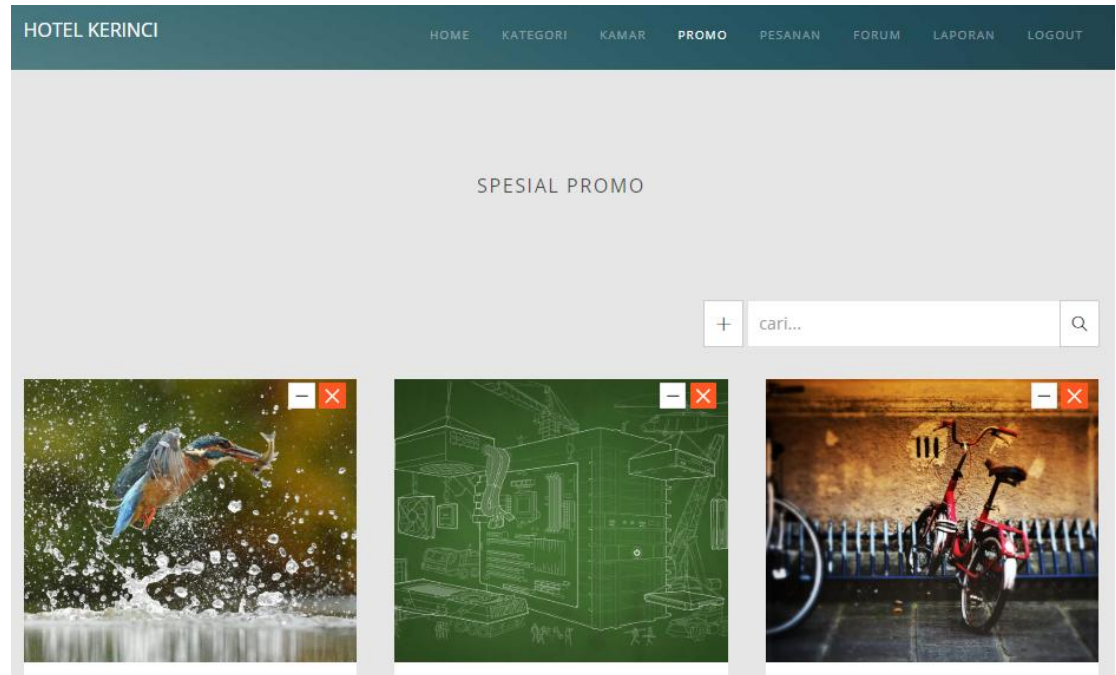 HOTEL KERINCI
HOME KATEGORI KAMAR PROMO PESANAN FORUM LAPORAN LOGOUT
SPESIAL PROMO
cari...